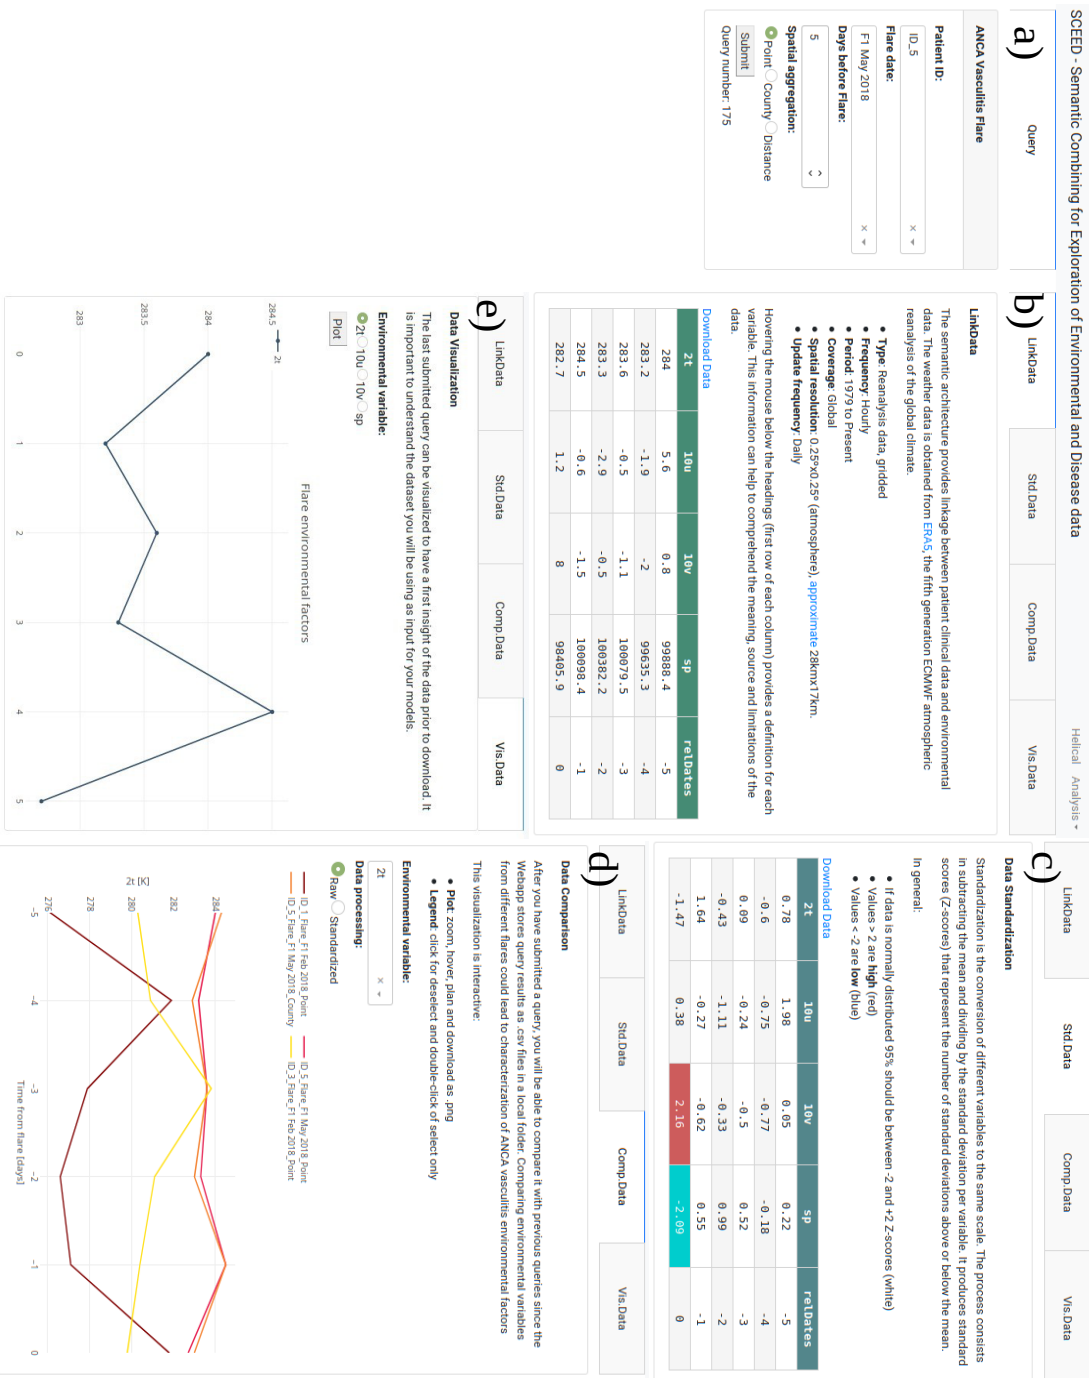 SCEED - Semantic Combining for Exploration of Environmental and Disease data
Helical
Analysis
a)
Query
ANCA Vasculitis Flare
Patient ID:
ID_5
Flare date:
F1 May 2018
Days before Flare:
5
Spatial aggregation:
Point County Distance
Submit
Query number: 175
b)
LinkData Std.Data Comp.Data Vis.Data
LinkData
The semantic architecture provides linkage between patient clinical data and environmental
data. The weather data is obtained from ERA5, the fifth generation ECMWF atmospheric
reanalysis of the global climate.
• Type: Reanalysis data, gridded
• Frequency: Hourly
• Period: 1979 to Present
• Coverage: Global
• Spatial resolution: 0.25°x0.25° (atmosphere), approximate 28kmx17km.
• Update frequency: Daily
Hovering the mouse below the headings (first row of each column) provides a definition for each
variable. This information can help to comprehend the meaning, source and limitations of the
data.
Download Data
2t 10u 10v sp relDates
284 5.6 0.8 99888.4 -5
283.2 -1.9 -2 99635.3 -4
283.6 -0.5 -1.1 100079.5 -3
283.3 -2.9 -0.5 100382.2 -2
284.5 -0.6 -1.5 100098.4 -1
282.7 1.2 8 98405.9 0
c)
LinkData Std.Data Comp.Data Vis.Data
Data Standardization
Standardization is the conversion of different variables to the same scale. The process consists
in subtracting the mean and dividing by the standard deviation per variable. It produces standard
scores (Z-scores) that represent the number of standard deviations above or below the mean.
In general:
• If data is normally distributed 95% should be between -2 and +2 Z-scores (white)
• Values > 2 are high (red)
• Values < -2 are low (blue)
Download Data
2t 10u 10v sp relDates
0.78 1.98 0.05 0.22 -5
-0.6 -0.75 -0.77 -0.18 -4
0.09 -0.24 -0.5 0.52 -3
-0.43 -1.11 -0.33 0.99 -2
1.64 -0.27 -0.62 0.55 -1
-1.47 0.38 2.16 -2.09 0
d)
LinkData Std.Data Comp.Data Vis.Data
Data Comparison
After you have submitted a query, you will be able to compare it with previous queries since the
Webapp stores query results as .csv files in a local folder. Comparing environmental variables
from different flares could lead to characterization of ANCA vasculitis environmental factors
This visualization is interactive:
• Plot: zoom, hover, plan and download as .png
• Legend: click for deselect and double-click of select only
Environmental variable:
2t
Data processing:
Raw Standardized
ID_1_Flare_F1 Feb 2018_Point ID_5_Flare_F1 May 2018_Point
ID_5_Flare_F1 May 2018_County ID_3_Flare_F1 Feb 2018_Point
2t [K]
284
282
280
278
276
-5 -4 -3 -2 -1 0
Time from flare [days]
e)
LinkData Std.Data Comp.Data Vis.Data
Data Visualization
The last submitted query can be visualized to have a first insight of the data prior to download. It
is important to understand the dataset you will be using as input for your models.
Environmental variable:
2t 10u 10v sp
Plot
Flare environmental factors
2t
284.5
284
283.5
283
0 1 2 3 4 5